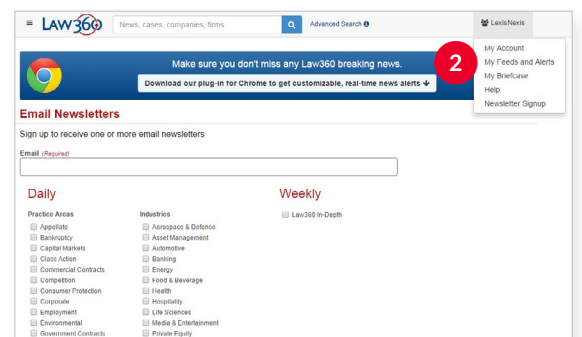 ≡ LAW360
News, cases, companies, firms
Advanced Search
LexisNexis
My Account
My Feeds and Alerts
My Briefcase
Help
Newsletter Signup
2
Make sure you don't miss any Law360 breaking news.
Download our plug-in for Chrome to get customizable, real-time news alerts
Email Newsletters
Sign up to receive one or more email newsletters
Email (Required)
Daily
Practice Areas
Appellate
Bankruptcy
Capital Markets
Class Action
Commercial Contracts
Competition
Consumer Protection
Corporate
Employment
Environmental
Government Contracts
Industries
Aerospace & Defence
Asset Management
Automotive
Banking
Energy
Food & Beverage
Health
Hospitality
Life Sciences
Media & Entertainment
Private Equity
Weekly
Law360 In-Depth